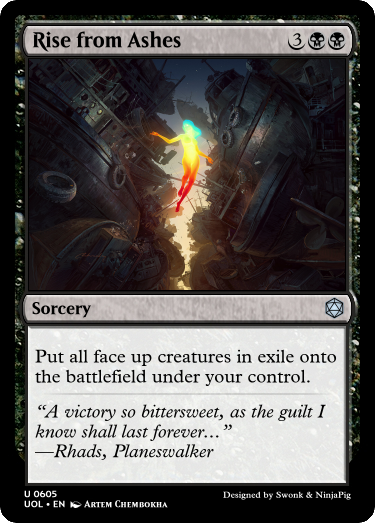 Rise from Ashes 3
Sorcery
Put all face up creatures in exile onto
the battlefield under your control.
“A victory so bittersweet, as the guilt I
know shall last forever…”
—Rhads, Planeswalker
U 0605
UOL • EN Artem Chembokha
Designed by Swonk & NinjaPig